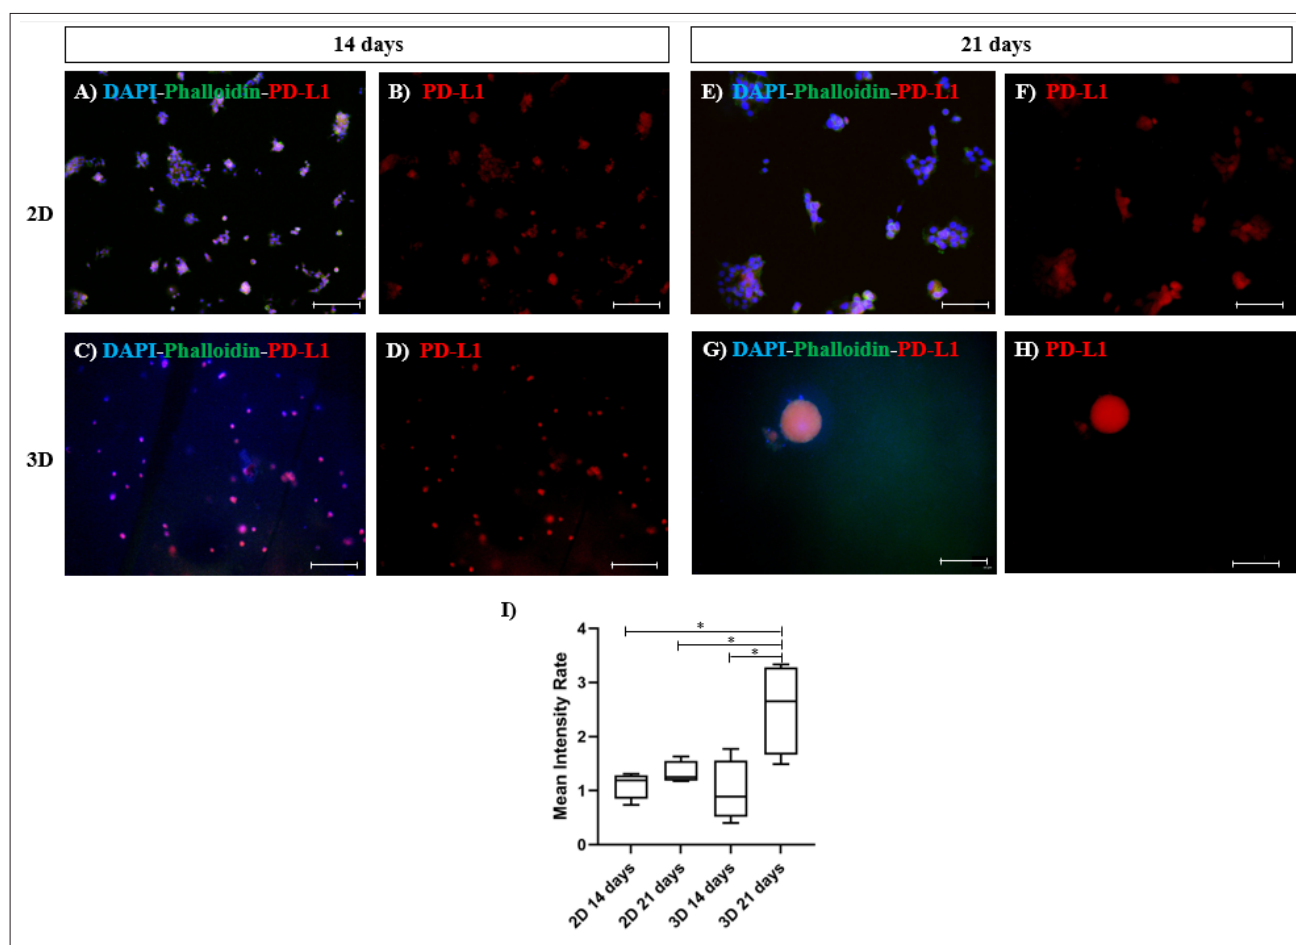 14 days
21 days
2D
A) DAPI-Phalloidin-PD-L1
B) PD-L1
E) DAPI-Phalloidin-PD-L1
F) PD-L1
3D
C) DAPI-Phalloidin-PD-L1
D) PD-L1
G) DAPI-Phalloidin-PD-L1
H) PD-L1
I)
Mean Intensity Rate
4
3
2
1
0
*
*
*
2D 14 days
2D 21 days
3D 14 days
3D 21 days